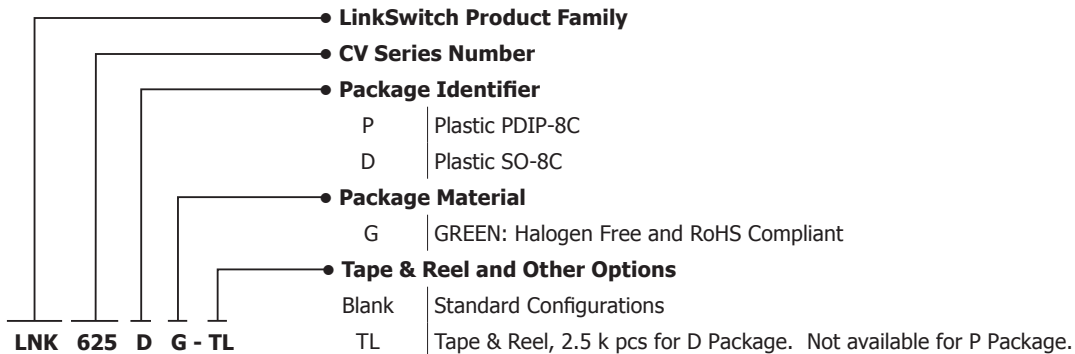 LinkSwitch Product Family
CV Series Number
Package Identifier
P Plastic PDIP-8C
D Plastic SO-8C
Package Material
G GREEN: Halogen Free and RoHS Compliant
Tape & Reel and Other Options
Blank Standard Configurations
LNK 625 D G - TL TL Tape & Reel, 2.5 k pcs for D Package. Not available for P Package.